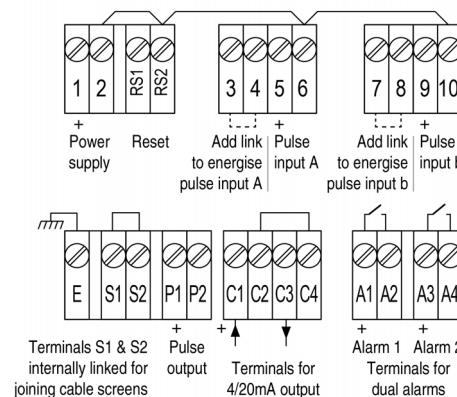 1 2 RS1 RS2 3 4 5 6 7 8 9 10
+ + +
Power supply
Reset
Add link to energise pulse input A
Pulse input A
Add link to energise pulse input b
Pulse input b
E S1 S2 P1 P2 C1 C2 C3 C4 A1 A2 A3 A4
+ + + +
Terminals S1 & S2
internally linked for
joining cable screens
Pulse
output
Terminals for
4/20mA output
Alarm 1 Alarm 2
Terminals for
dual alarms